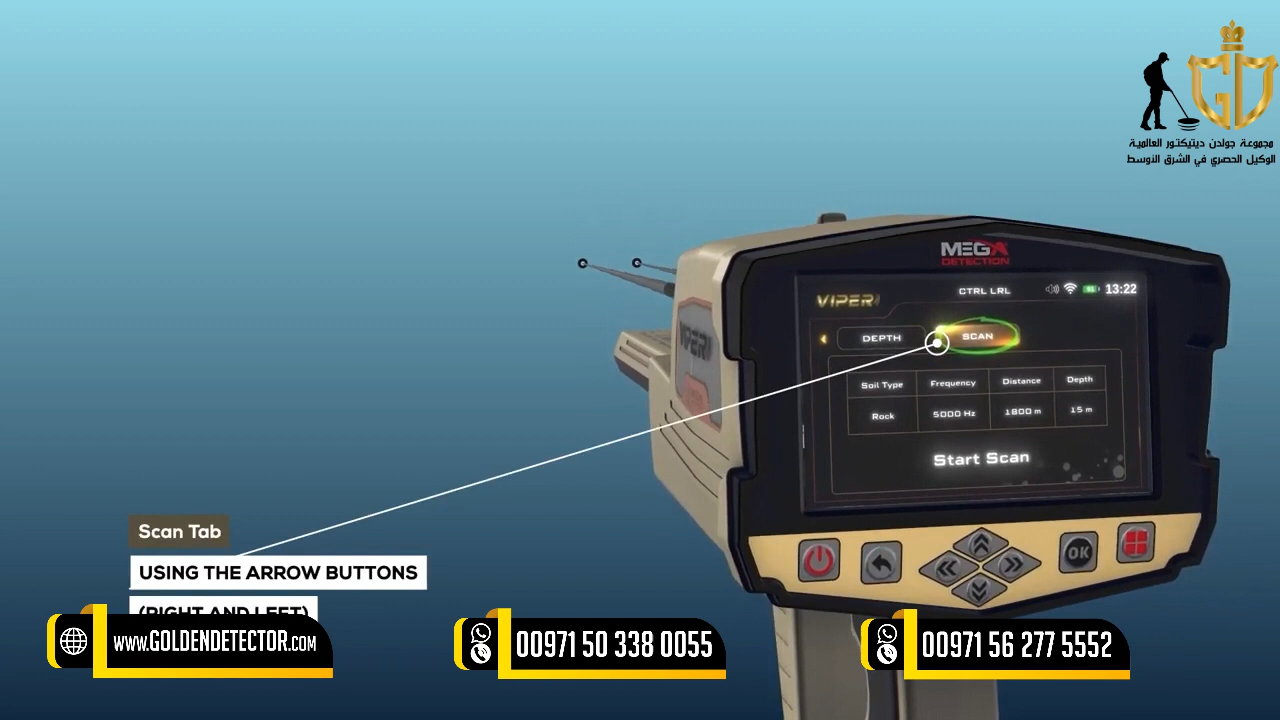 مجموعة جولدن ديتيكتور العالمية
الوكيل الحصري في الشرق الاوسط
MEGA
DETECTION
VIPER
CTRL LRL
13:22
DEPTH
SCAN
Soil Type
Frequency
Distance
Depth
Rock
5000 Hz
1800 m
15 m
Start Scan
VIPER
OK
Scan Tab
USING THE ARROW BUTTONS
(RIGHT AND LEFT)
www.GOLDENDETECTOR.com
00971 50 338 0055
00971 56 277 5552